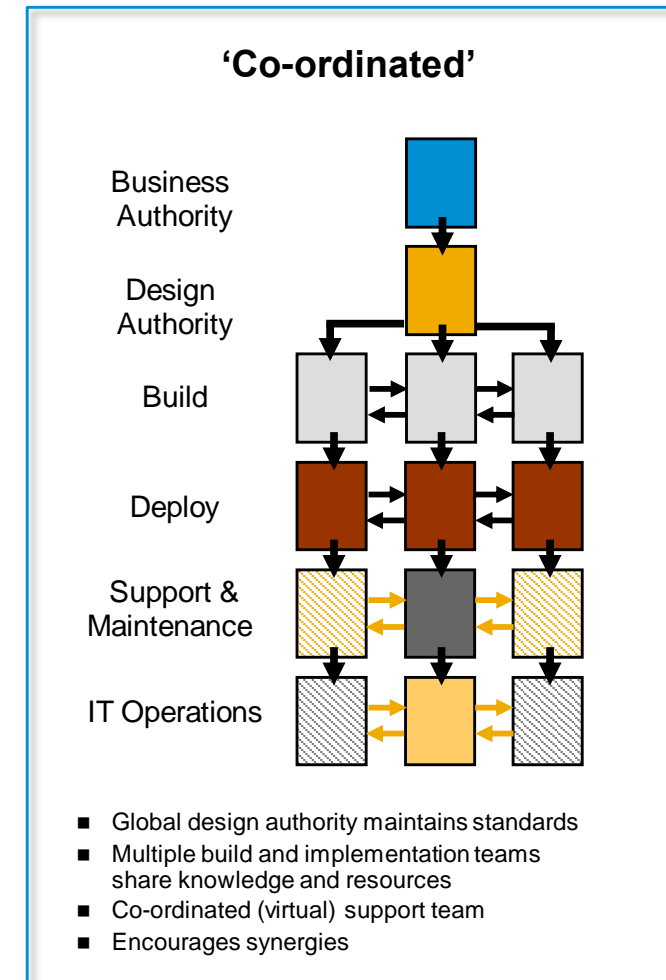 ‘Co-ordinated’
Business
Authority
Design
Authority
Build
Deploy
Support &
Maintenance
IT Operations
■ Global design authority maintains standards
■ Multiple build and implementation teams
share knowledge and resources
■ Co-ordinated (virtual) support team
■ Encourages synergies